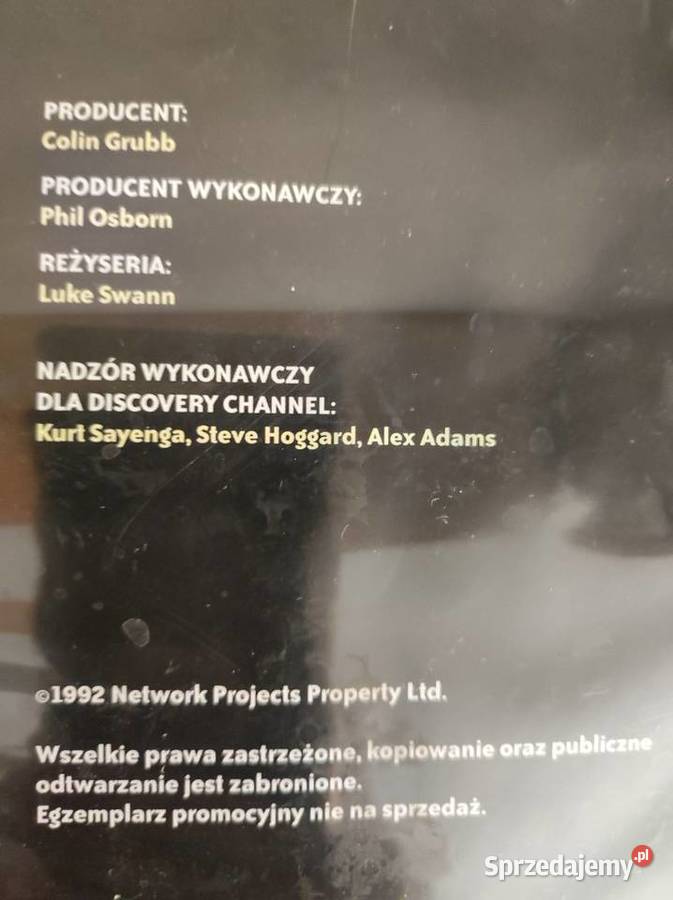 PRODUCENT:
Colin Grubb
PRODUCENT WYKONAWCZY:
Phil Osborn
REŻYSERIA:
Luke Swann
NADZÓR WYKONAWCZY
DLA DISCOVERY CHANNEL:
Kurt Sayenga, Steve Hoggard, Alex Adams
©1992 Network Projects Property Ltd.
Wszelkie prawa zastrzeżone, kopiowanie oraz publiczne
odtwarzanie jest zabronione.
Egzemplarz promocyjny nie na sprzedaż.
Sprzedajemy.pl